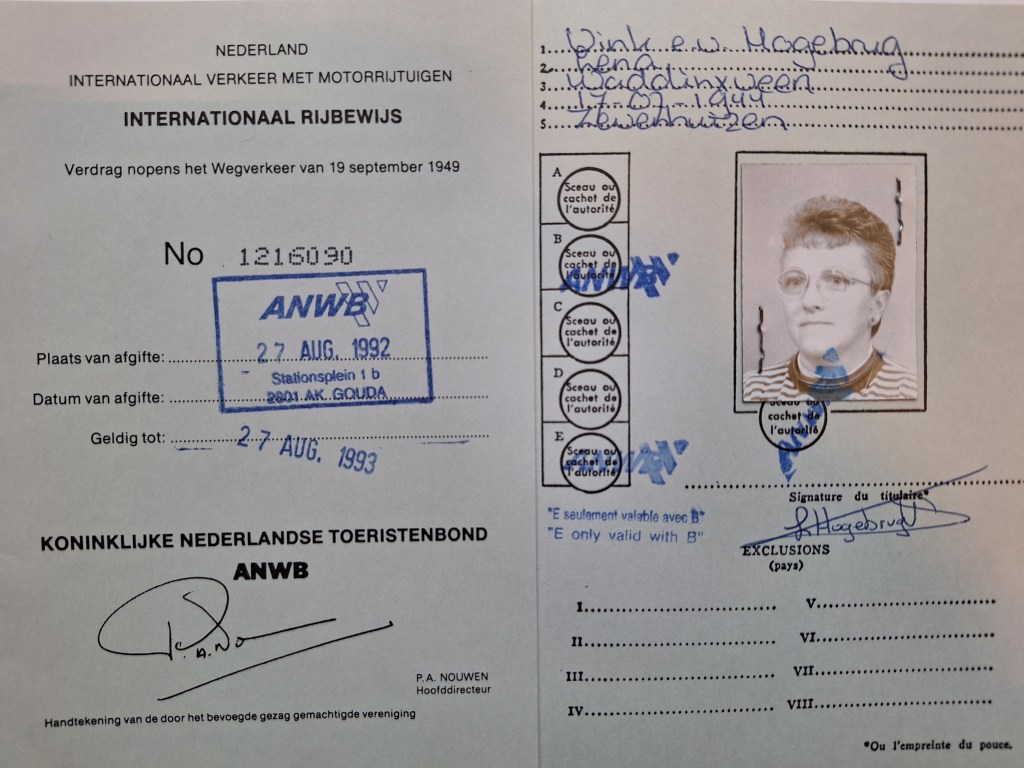 NEDERLAND
INTERNATIONAAL VERKEER MET MOTORRIJTUIGEN
INTERNATIONAAL RIJBEWIJS
Verdrag nopens het Wegverkeer van 19 september 1949
No 1216090
ANWB
Plaats van afgifte:
27 AUG. 1992
Stationsplein 1 b
Datum van afgifte:
2801 AK GOUDA
Geldig tot:
27 AUG. 1993
KONINKLIJKE NEDERLANDSE TOERISTENBOND
ANWB
P.A. NOUWEN
Hoofddirecteur
Handtekening van de door het bevoegde gezag gemachtigde vereniging
1. Vink e.v. Hogebrug
2. Lena
3. Waddinxveen
4. 17-07-1944
5. Zevenhuizen
A
Sceau ou
cachet de
l'autorité
B
Sceau ou
cachet de
l'autorité
ANWB
C
Sceau ou
cachet de
l'autorité
D
Sceau ou
cachet de
l'autorité
E
Sceau ou
cachet de
l'autorité
ANWB
Sceau ou
cachet de
l'autorité
ANWB
Signature du titulaire*
L Hogebrug
"E seulement valable avec B"
"E only valid with B"
EXCLUSIONS
(pays)
I.
II.
III.
IV.
V.
VI.
VII.
VIII.
*Ou l'empreinte du pouce.